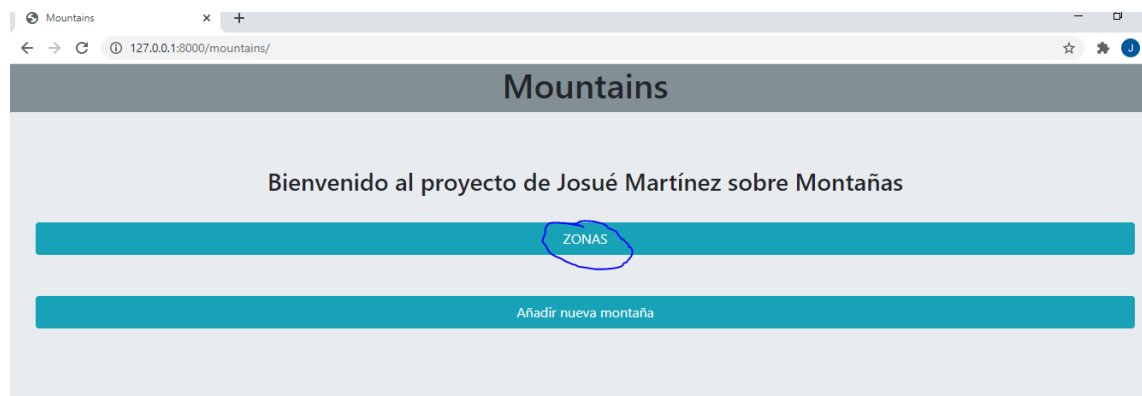 Mountains
127.0.0.1:8000/mountains/
J
Mountains
Bienvenido al proyecto de Josué Martínez sobre Montañas
ZONAS
Añadir nueva montaña